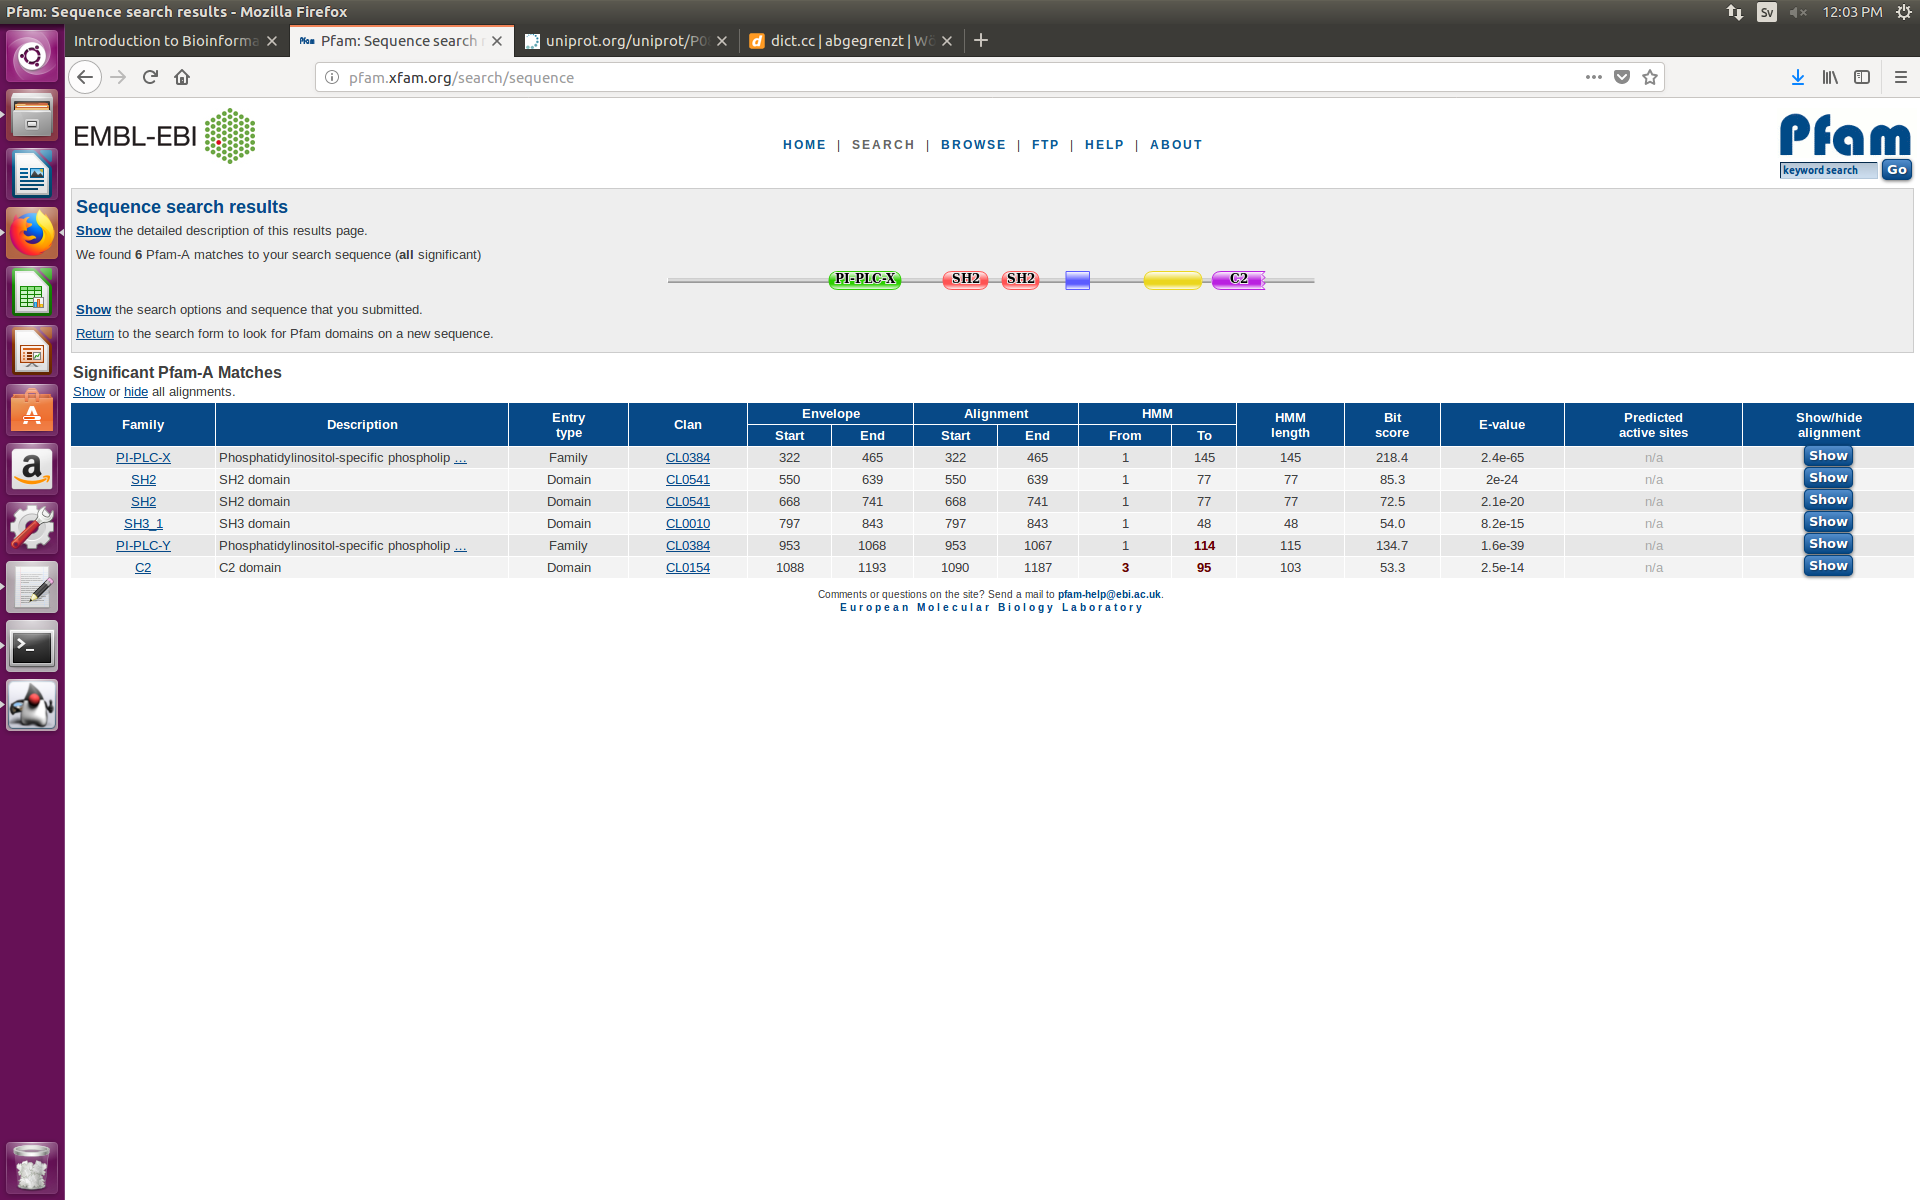 Pfam: Sequence search results - Mozilla Firefox
Sv 12:03 PM
Introduction to Bioinforma
Pfam Pfam: Sequence search r
uniprot.org/uniprot/P0
dict.cc | abgegrenzt | Wö
pfam.xfam.org/search/sequence
EMBL-EBI
HOME | SEARCH | BROWSE | FTP | HELP | ABOUT
Pfam
keyword search Go
Sequence search results
Show the detailed description of this results page.
We found 6 Pfam-A matches to your search sequence (all significant)
PI-PLC-X SH2 SH2 C2
Show the search options and sequence that you submitted.
Return to the search form to look for Pfam domains on a new sequence.
Significant Pfam-A Matches
Show or hide all alignments.
Family Description Entry type Clan Envelope Alignment HMM HMM length Bit score E-value Predicted active sites Show/hide alignment
Start End Start End From To
PI-PLC-X Phosphatidylinositol-specific phospholip ... Family CL0384 322 465 322 465 1 145 145 218.4 2.4e-65 n/a Show
SH2 SH2 domain Domain CL0541 550 639 550 639 1 77 77 85.3 2e-24 n/a Show
SH2 SH2 domain Domain CL0541 668 741 668 741 1 77 77 72.5 2.1e-20 n/a Show
SH3_1 SH3 domain Domain CL0010 797 843 797 843 1 48 48 54.0 8.2e-15 n/a Show
PI-PLC-Y Phosphatidylinositol-specific phospholip ... Family CL0384 953 1068 953 1067 1 114 115 134.7 1.6e-39 n/a Show
C2 C2 domain Domain CL0154 1088 1193 1090 1187 3 95 103 53.3 2.5e-14 n/a Show
Comments or questions on the site? Send a mail to pfam-help@ebi.ac.uk.
European Molecular Biology Laboratory